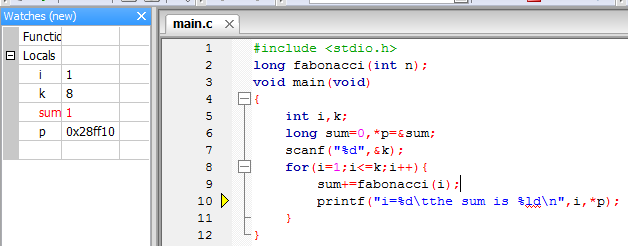 Watches (new)
Functic
Locals
i 1
k 8
sum 1
p 0x28ff10
main.c
1 #include <stdio.h>
2 long fabonacci(int n);
3 void main(void)
4 {
5 int i,k;
6 long sum=0,*p=&sum;
7 scanf("%d",&k);
8 for(i=1;i<=k;i++){
9 sum+=fabonacci(i);
10 printf("i=%d\tthe sum is %ld\n",i,*p);
11 }
12 }